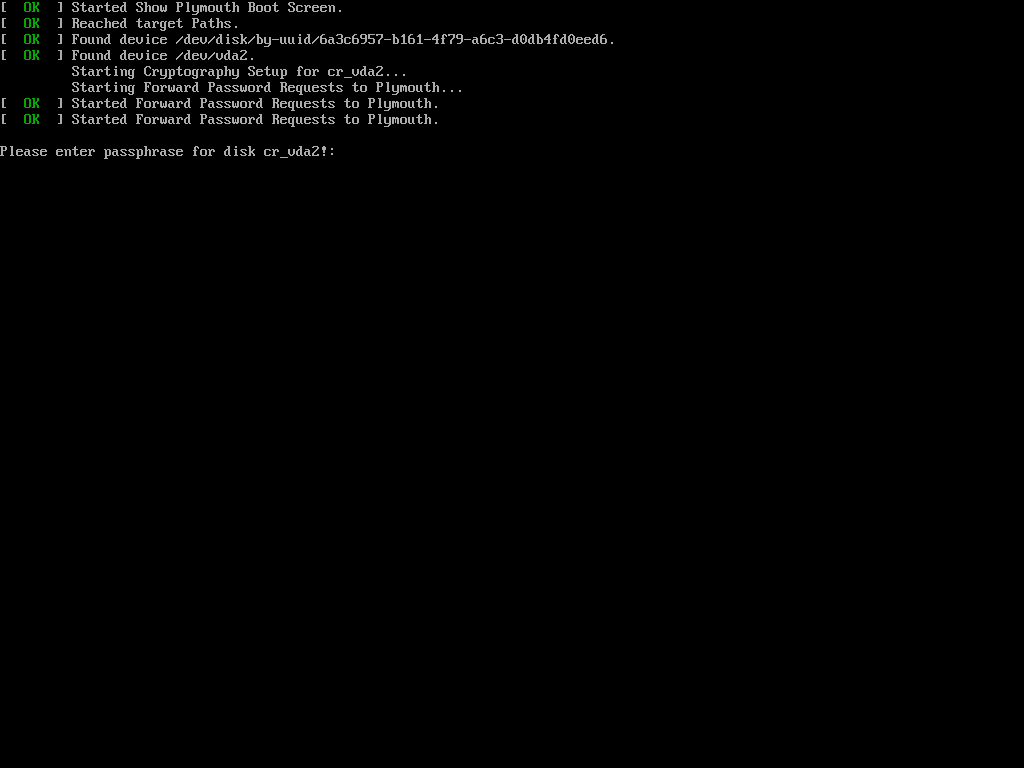 [  OK  ] Started Show Plymouth Boot Screen.
[  OK  ] Reached target Paths.
[  OK  ] Found device /dev/disk/by-uuid/6a3c6957-b161-4f79-a6c3-d0db4fd0eed6.
[  OK  ] Found device /dev/vda2.
         Starting Cryptography Setup for cr_vda2...
         Starting Forward Password Requests to Plymouth...
[  OK  ] Started Forward Password Requests to Plymouth.
[  OK  ] Started Forward Password Requests to Plymouth.
Please enter passphrase for disk cr_vda2!: